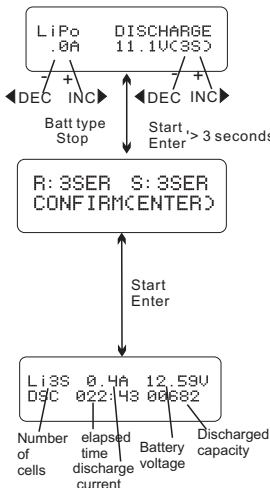 LiPo DISCHARGE
.0A 11.1V(3S)
- + - +
◀DEC INC▶ ◀DEC INC▶
Batt type Stop
Start Enter '> 3 seconds
R: 3SER S: 3SER
CONFIRM(ENTER)
Start
Enter
Li3S 0.4A 12.59V
DSC 022:43 00682
Number of cells
elapsed time
discharge current
Battery voltage
Discharged capacity